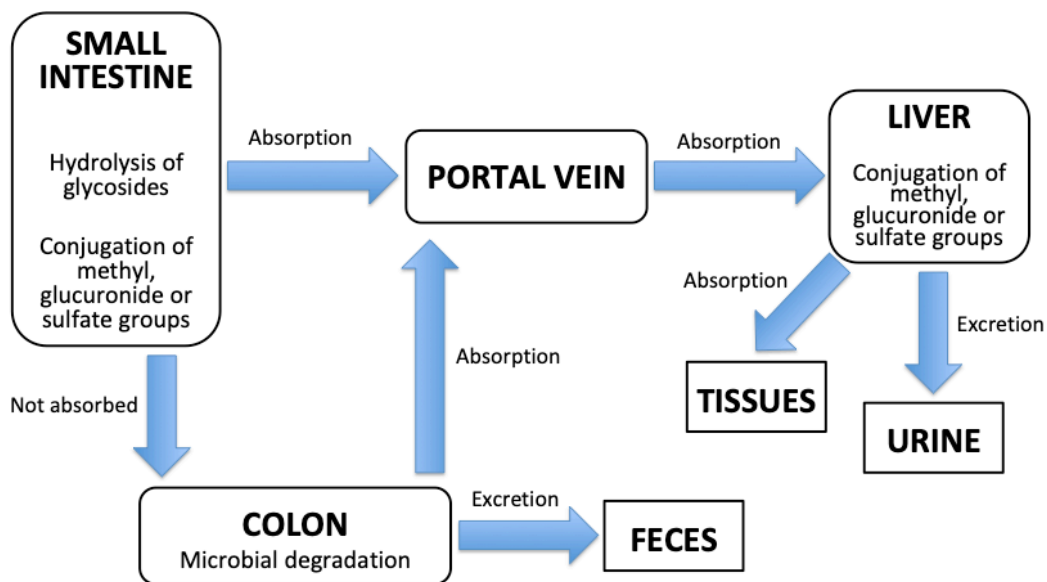 SMALL
INTESTINE
Hydrolysis of
glycosides
Conjugation of
methyl,
glucuronide or
sulfate groups
Absorption
PORTAL VEIN
Absorption
LIVER
Conjugation of
methyl,
glucuronide or
sulfate groups
Absorption
Excretion
TISSUES
URINE
Not absorbed
Absorption
COLON
Microbial degradation
Excretion
FECES